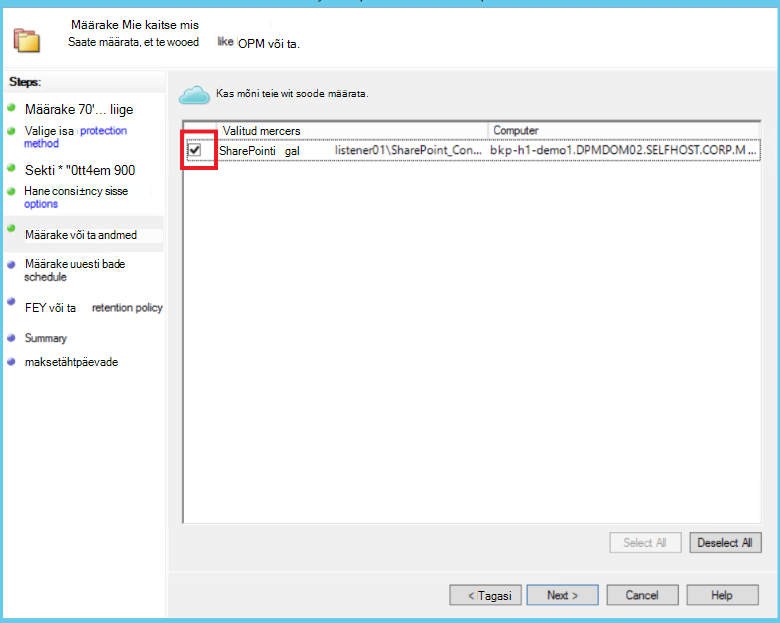 Määrake Mie kaitse mis
Saate määrata, et te wooed like OPM või ta.
Steps:
Määrake 70'... liige
Valige isa protection
method
Sekti * "0tt4em 900
Hane consi±ncy sisse
options
Määrake või ta andmed
Määrake uuesti bade
schedule
FEY või ta retention policy
Summary
maksetähtpäevade
Kas mõni teie wit soode määrata.
Valitud mercers Computer
SharePointi gal listener01\SharePoint_Con... bkp-h1-demo1.DPMDOM02.SELFHOST.CORP.M...
Select All Deselect All
< Tagasi Next > Cancel Help